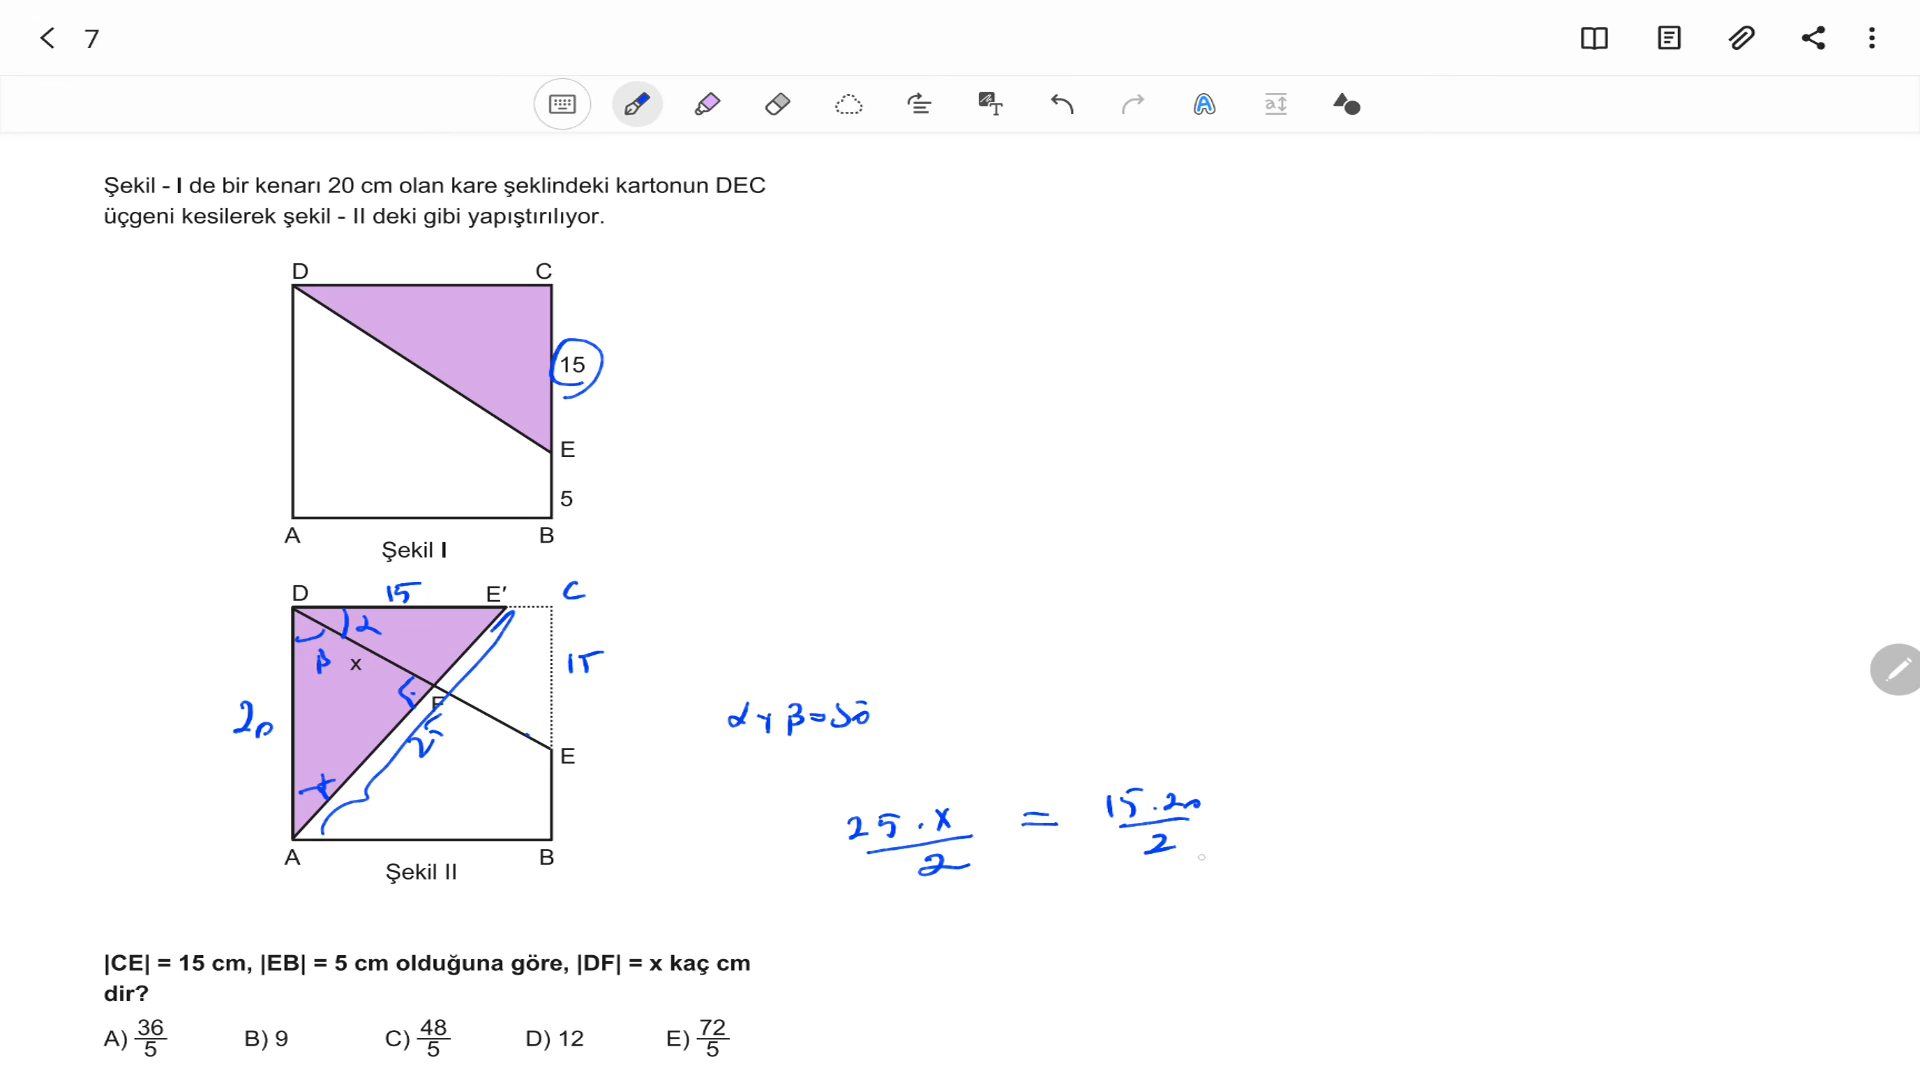 7
Şekil - I de bir kenarı 20 cm olan kare şeklindeki kartonun DEC
üçgeni kesilerek şekil - II deki gibi yapıştırılıyor.
D C
15
E
5
A B
Şekil I
D 15 E′ C
α
β x
15
F
20
25
E
α
A B
Şekil II
α + β = 90
25 . x / 2 = 15 . 20 / 2
|CE| = 15 cm, |EB| = 5 cm olduğuna göre, |DF| = x kaç cm
dir?
A) 36/5 B) 9 C) 48/5 D) 12 E) 72/5